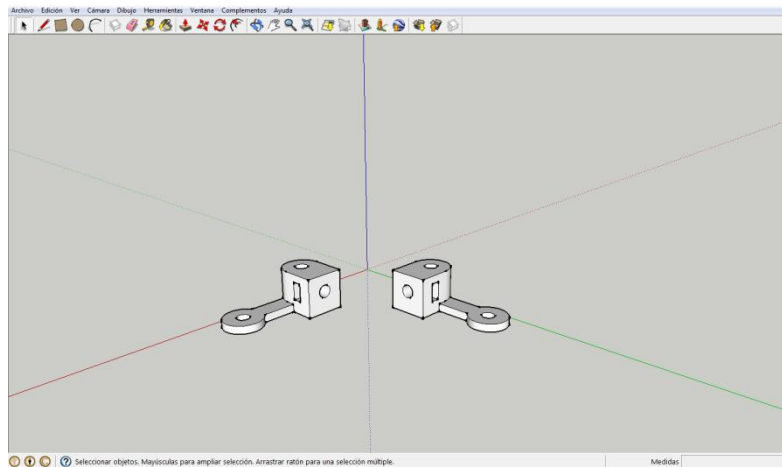 Archivo Edición Ver Cámara Dibujo Herramientas Ventana Complementos Ayuda
Seleccionar objetos. Mayúsculas para ampliar selección. Arrastrar ratón para una selección múltiple. Medidas